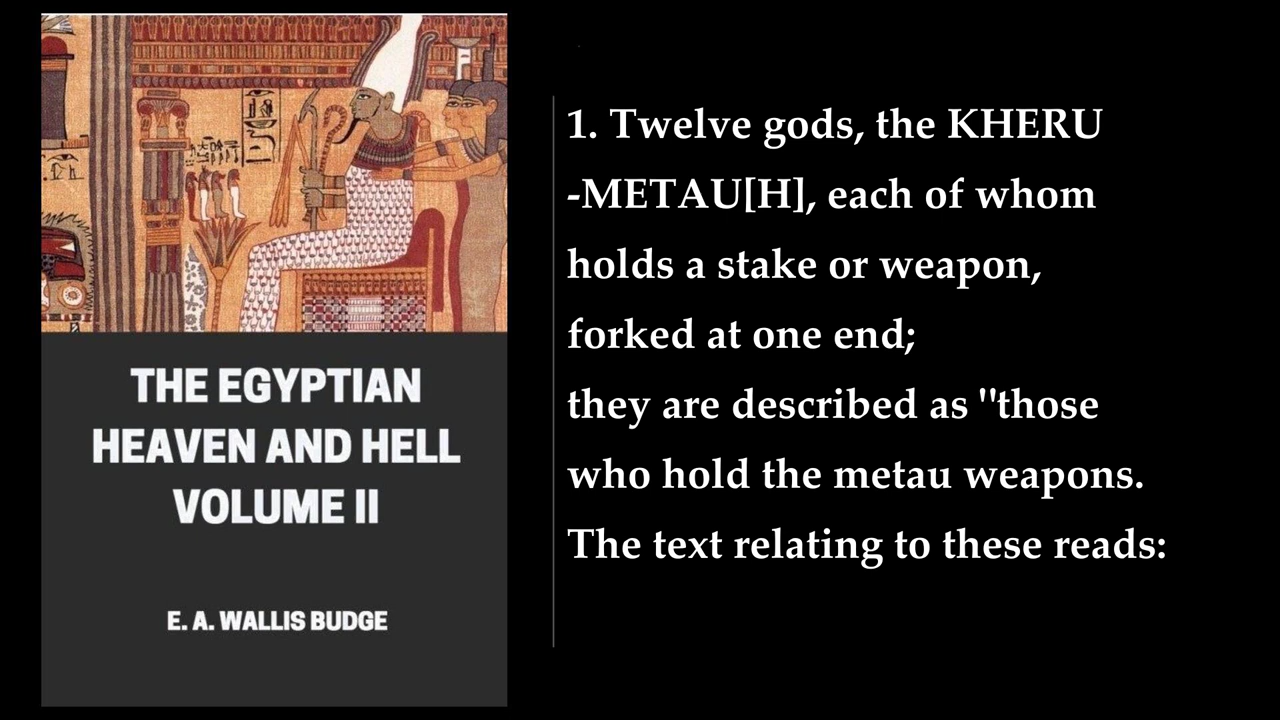 THE EGYPTIAN
HEAVEN AND HELL
VOLUME II
E. A. WALLIS BUDGE
1. Twelve gods, the KHERU
-METAU[H], each of whom
holds a stake or weapon,
forked at one end;
they are described as "those
who hold the metau weapons.
The text relating to these reads: